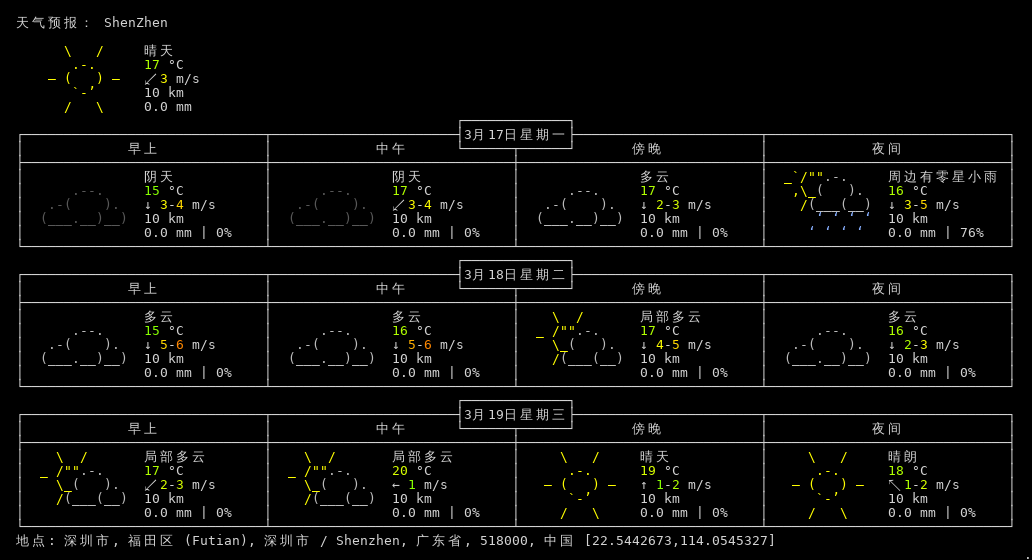 天气预报： ShenZhen
晴天
17 °C
↙3 m/s
10 km
0.0 mm
3月17日星期一
早上 中午 傍晚 夜间
阴天 阴天 多云 周边有零星小雨
15 °C 17 °C 17 °C 16 °C
↓ 3-4 m/s ↙3-4 m/s ↓ 2-3 m/s ↓ 3-5 m/s
10 km 10 km 10 km 10 km
0.0 mm | 0% 0.0 mm | 0% 0.0 mm | 0% 0.0 mm | 76%
3月18日星期二
早上 中午 傍晚 夜间
多云 多云 局部多云 多云
15 °C 16 °C 17 °C 16 °C
↓ 5-6 m/s ↓ 5-6 m/s ↓ 4-5 m/s ↓ 2-3 m/s
10 km 10 km 10 km 10 km
0.0 mm | 0% 0.0 mm | 0% 0.0 mm | 0% 0.0 mm | 0%
3月19日星期三
早上 中午 傍晚 夜间
局部多云 局部多云 晴天 晴朗
17 °C 20 °C 19 °C 18 °C
↙2-3 m/s ← 1 m/s ↑ 1-2 m/s ↖1-2 m/s
10 km 10 km 10 km 10 km
0.0 mm | 0% 0.0 mm | 0% 0.0 mm | 0% 0.0 mm | 0%
地点: 深圳市, 福田区 (Futian), 深圳市 / Shenzhen, 广东省, 518000, 中国 [22.5442673,114.0545327]